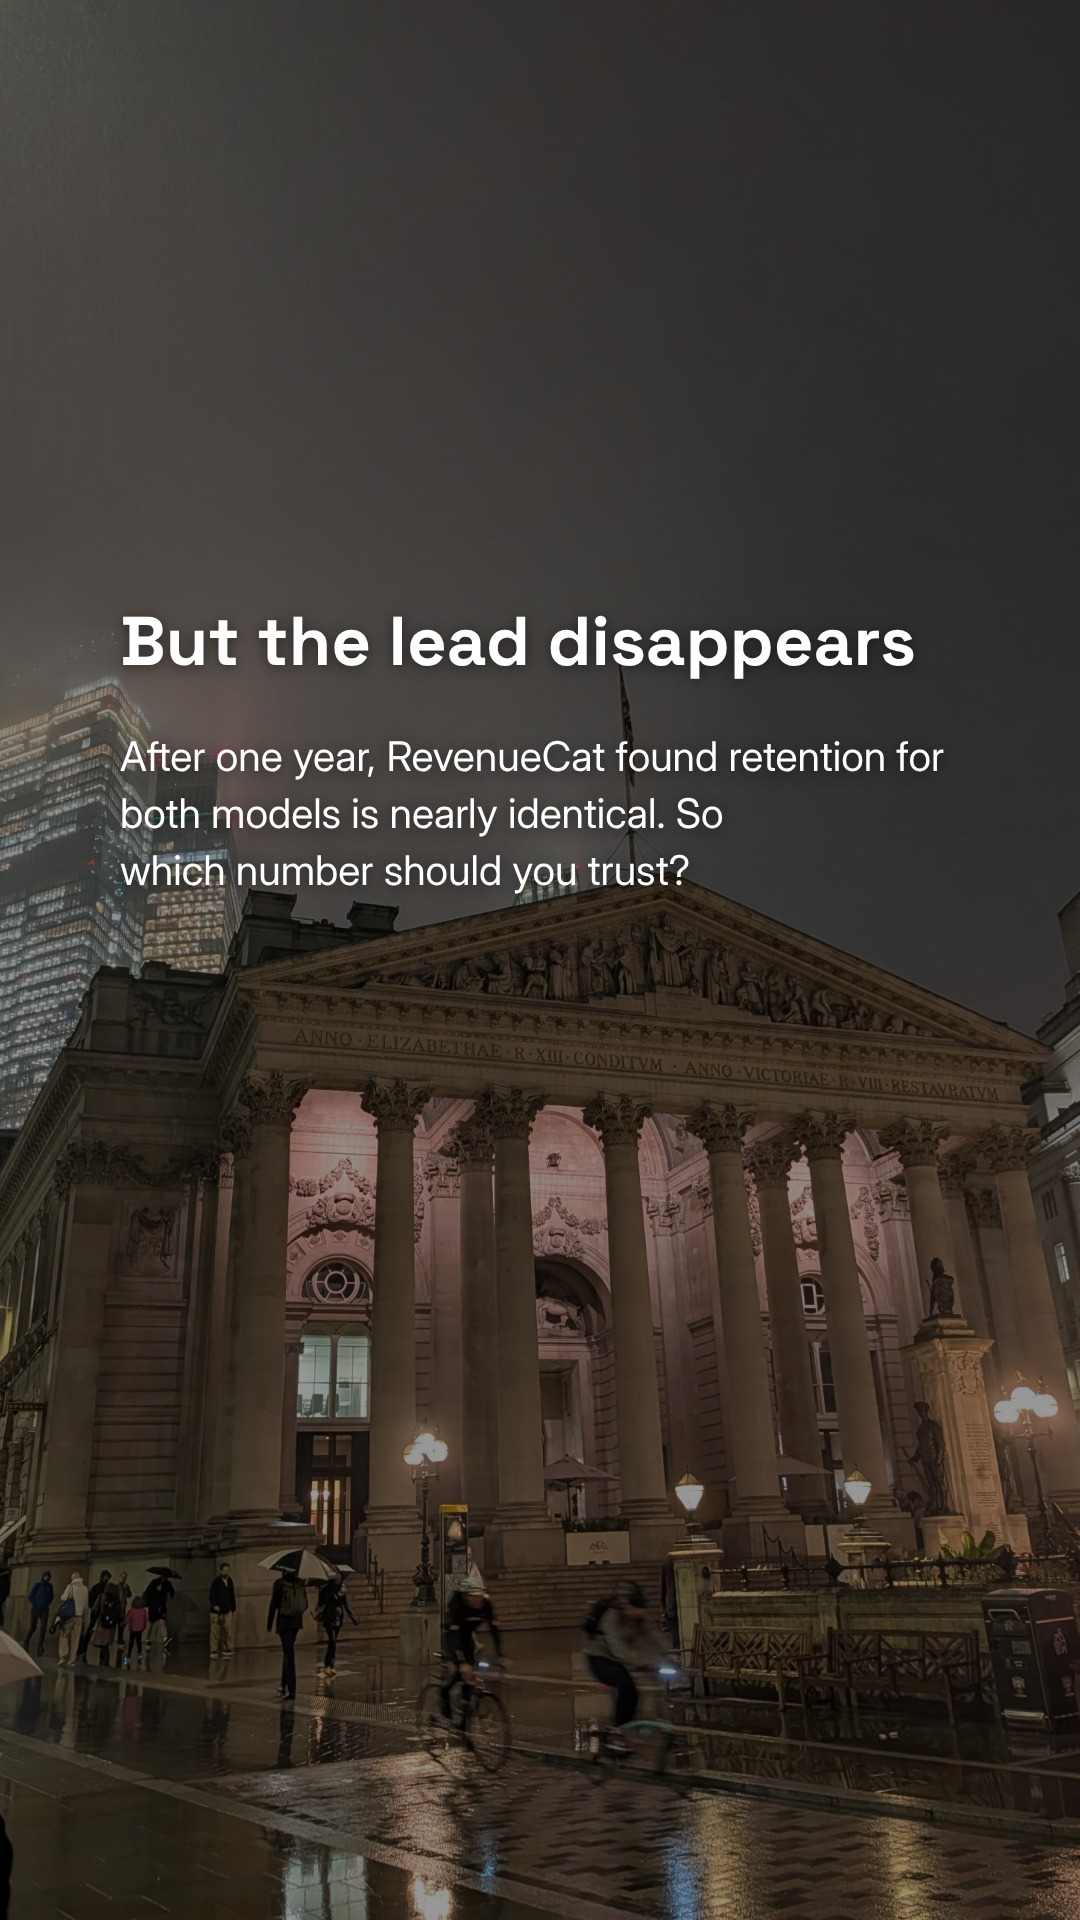 But the lead disappears
After one year, RevenueCat found retention for
both models is nearly identical. So
which number should you trust?
ANNO · ELIZABETHAE · R · XIII · CONDITVM · ANNO · VICTORIAE · R · VIII · RESTAVRATVM